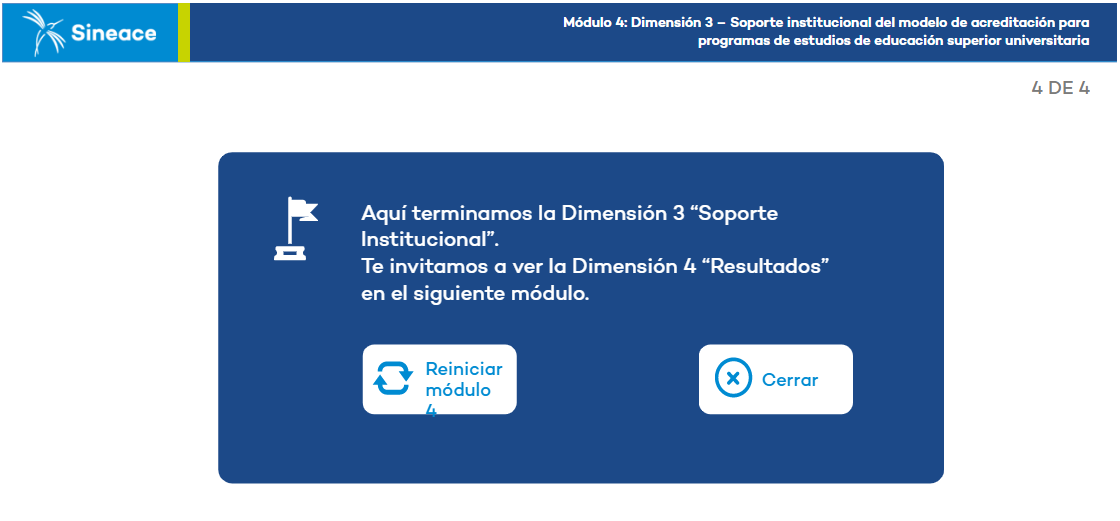 Sineace
Módulo 4: Dimensión 3 – Soporte institucional del modelo de acreditación para
programas de estudios de educación superior universitaria
4 DE 4
Aquí terminamos la Dimensión 3 “Soporte
Institucional”.
Te invitamos a ver la Dimensión 4 “Resultados”
en el siguiente módulo.
Reiniciar
módulo
4
Cerrar